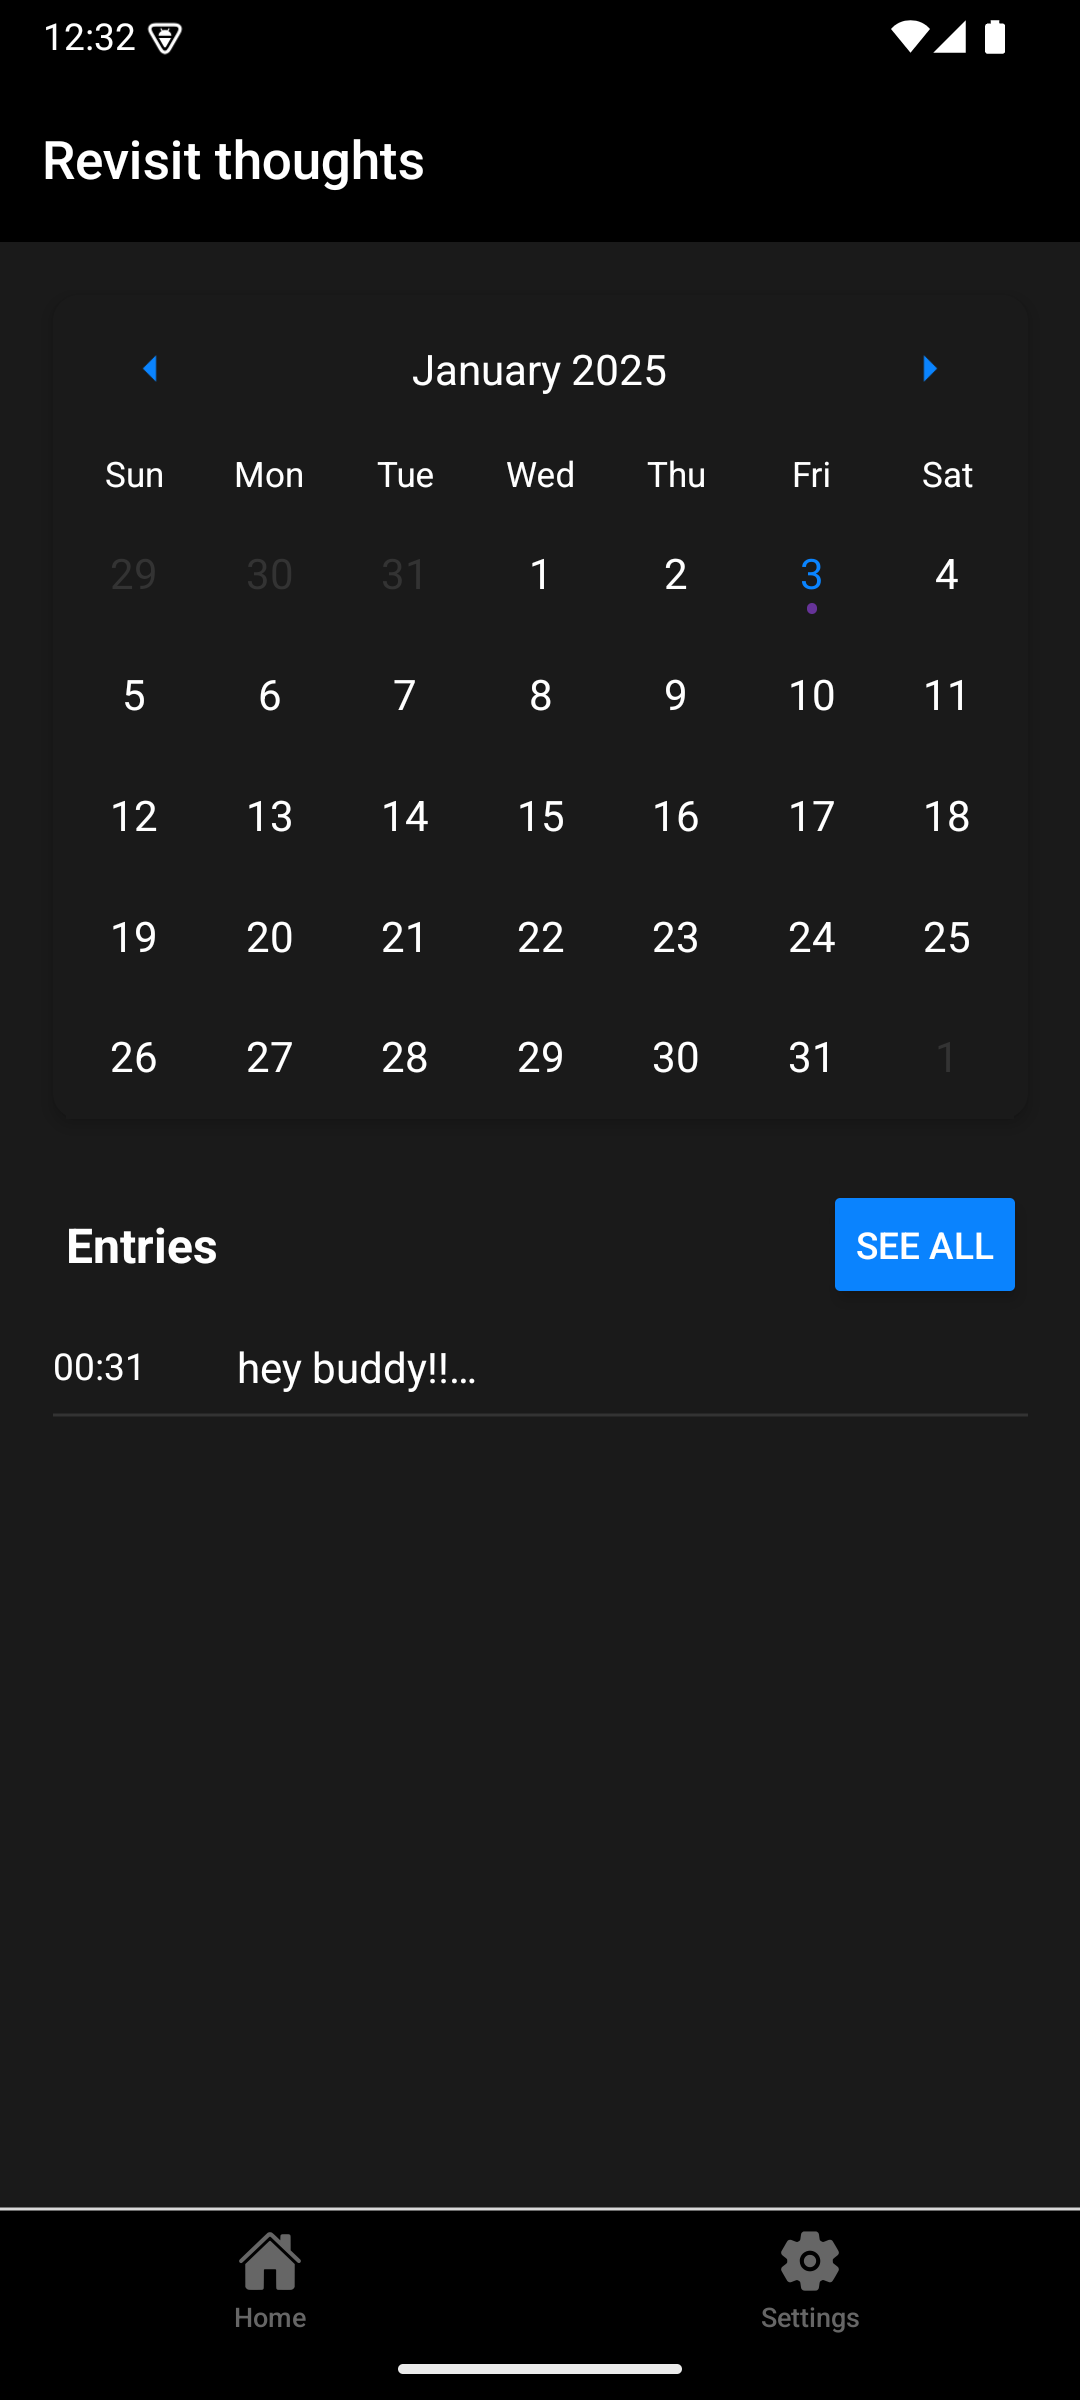 12:32
Revisit thoughts
January 2025
Sun Mon Tue Wed Thu Fri Sat
29 30 31 1 2 3 4
5 6 7 8 9 10 11
12 13 14 15 16 17 18
19 20 21 22 23 24 25
26 27 28 29 30 31 1
Entries SEE ALL
00:31 hey buddy!!...
Home Settings